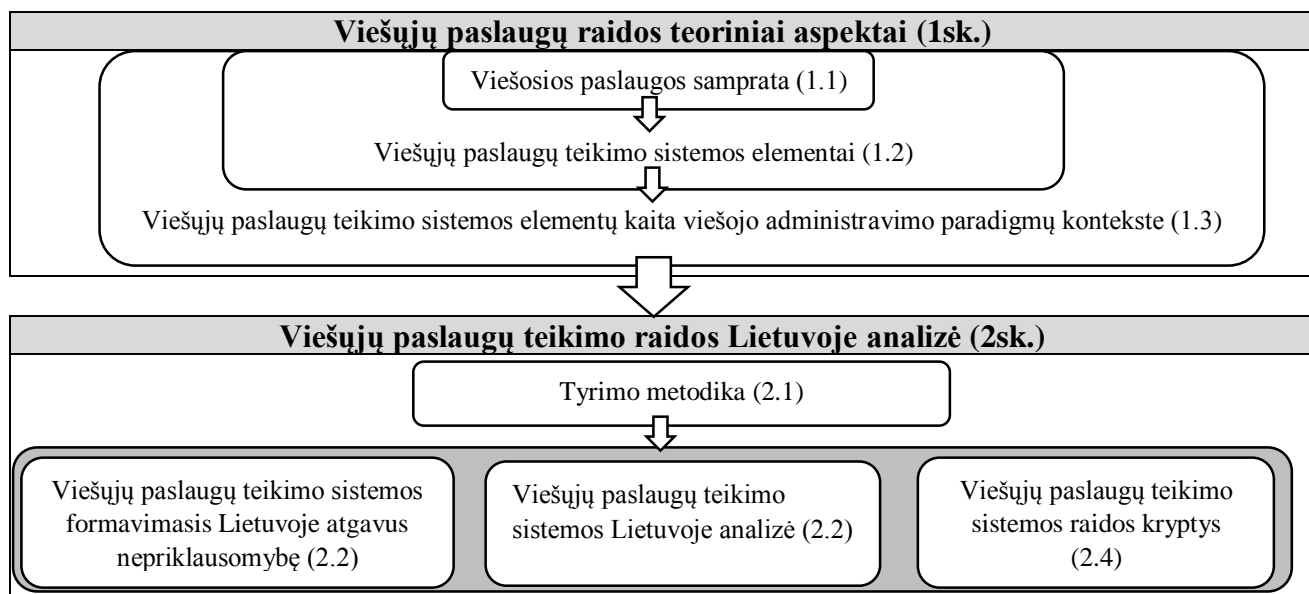 Viešųjų paslaugų raidos teoriniai aspektai (1sk.)
Viešosios paslaugos samprata (1.1)
Viešųjų paslaugų teikimo sistemos elementai (1.2)
Viešųjų paslaugų teikimo sistemos elementų kaita viešojo administravimo paradigmų kontekste (1.3)
Viešųjų paslaugų teikimo raidos Lietuvoje analizė (2sk.)
Tyrimo metodika (2.1)
Viešųjų paslaugų teikimo sistemos
formavimasis Lietuvoje atgavus
nepriklausomybę (2.2)
Viešųjų paslaugų teikimo
sistemos Lietuvoje analizė (2.2)
Viešųjų paslaugų teikimo
sistemos raidos kryptys
(2.4)